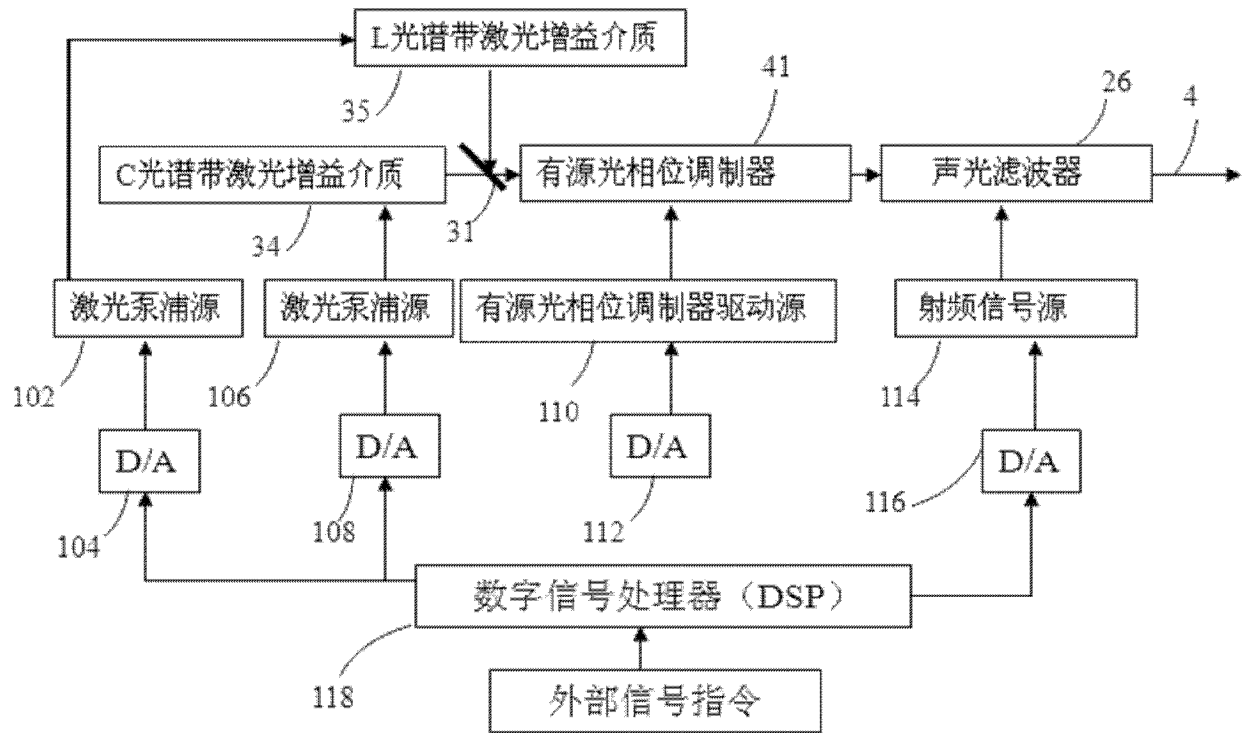 L光谱带激光增益介质
35
41
26
4
C光谱带激光增益介质
有源光相位调制器
声光滤波器
34
31
激光泵浦源
激光泵浦源
有源光相位调制器驱动源
射频信号源
102
106
110
114
D/A
D/A
D/A
D/A
104
108
112
116
数字信号处理器（DSP）
118
外部信号指令